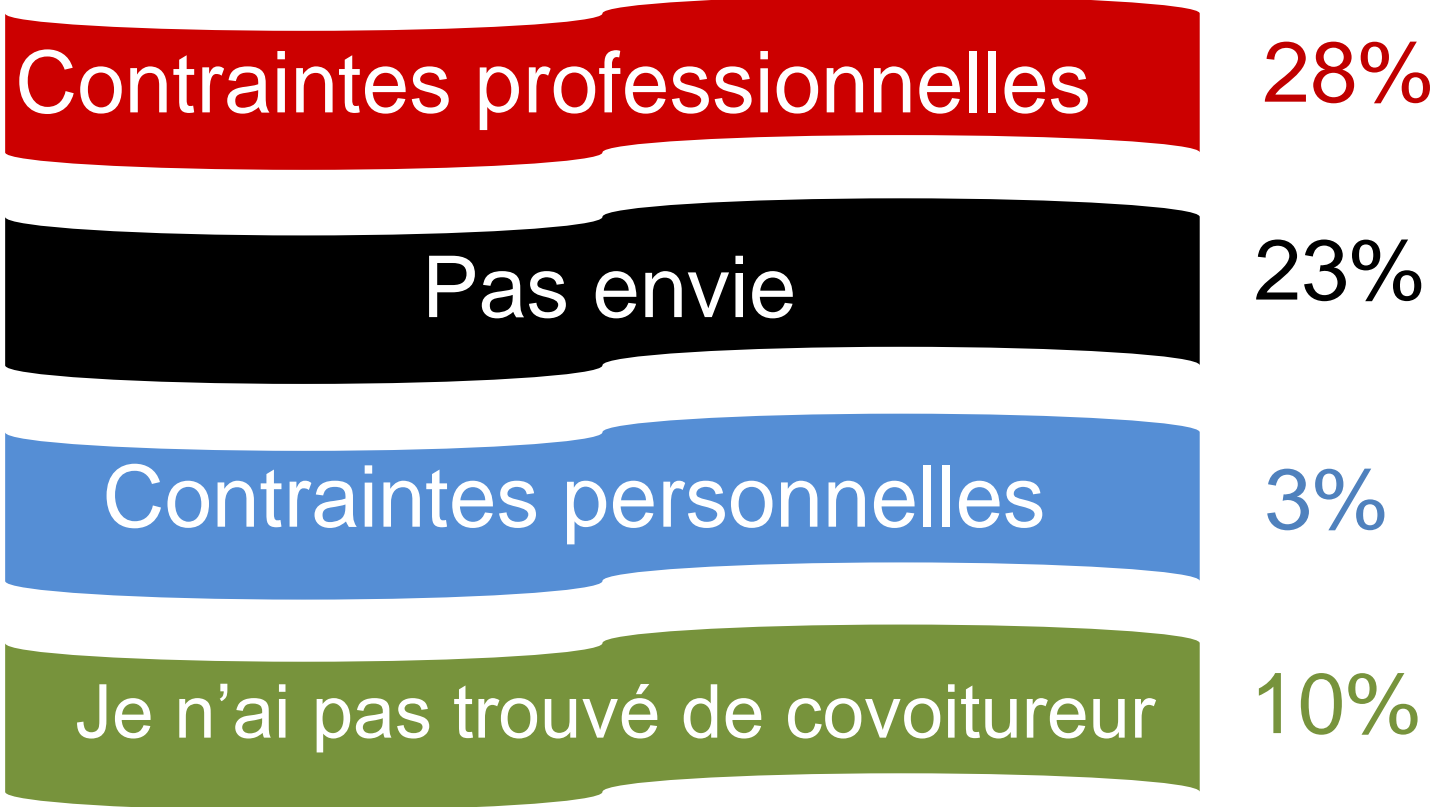 Contraintes professionnelles 28%
Pas envie 23%
Contraintes personnelles 3%
Je n’ai pas trouvé de covoitureur 10%